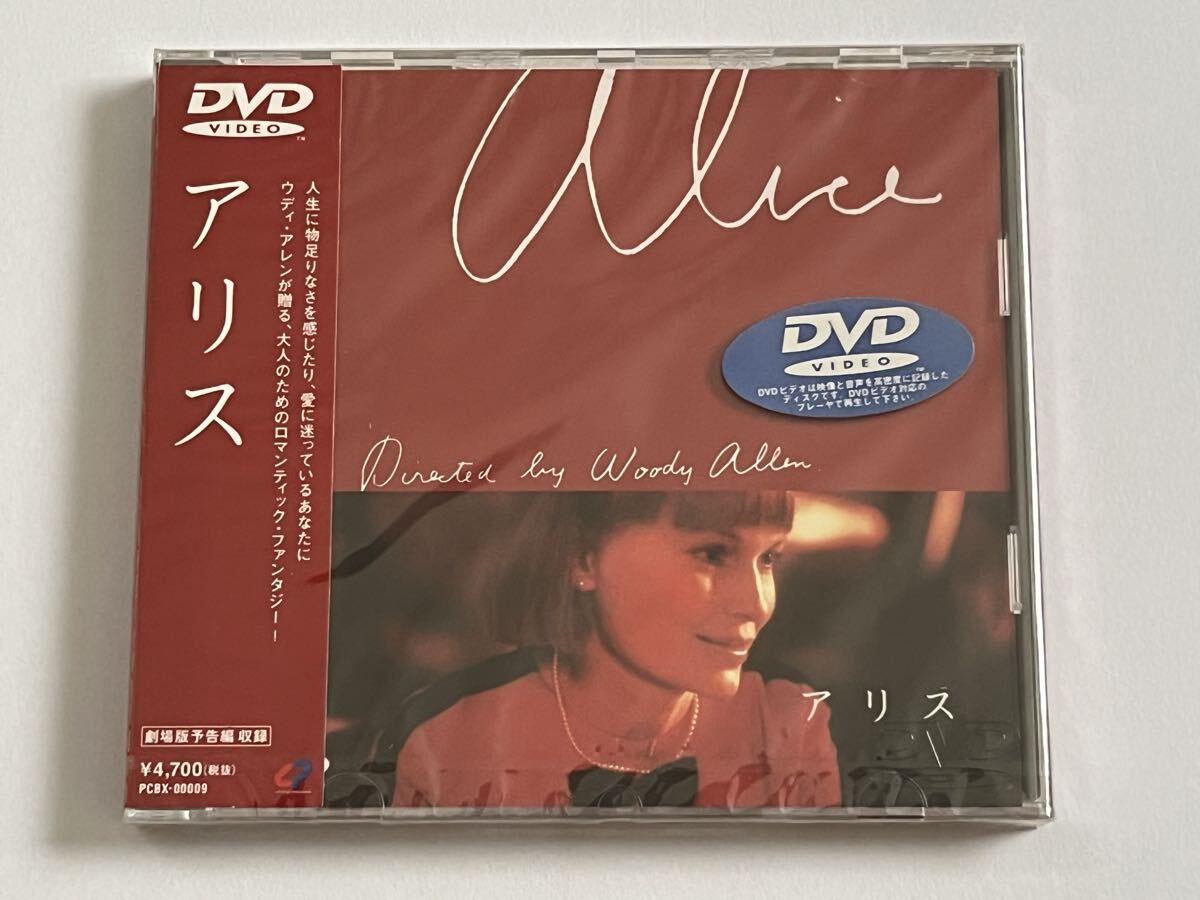 DVD
VIDEO
TM
アリス
人生に物足りなさを感じたり、愛に迷っているあなたに
ウディ・アレンが贈る、大人のためのロマンティック・ファンタジー!
劇場版予告編 収録
¥4,700(税抜)
PCBX-00009
Alice
DVD
VIDEO
TM
DVDビデオは映像と音声を高密度に記録した
ディスクです。DVDビデオ対応の
プレーヤで再生して下さい。
Directed by Woody Allen.
アリス
DVD